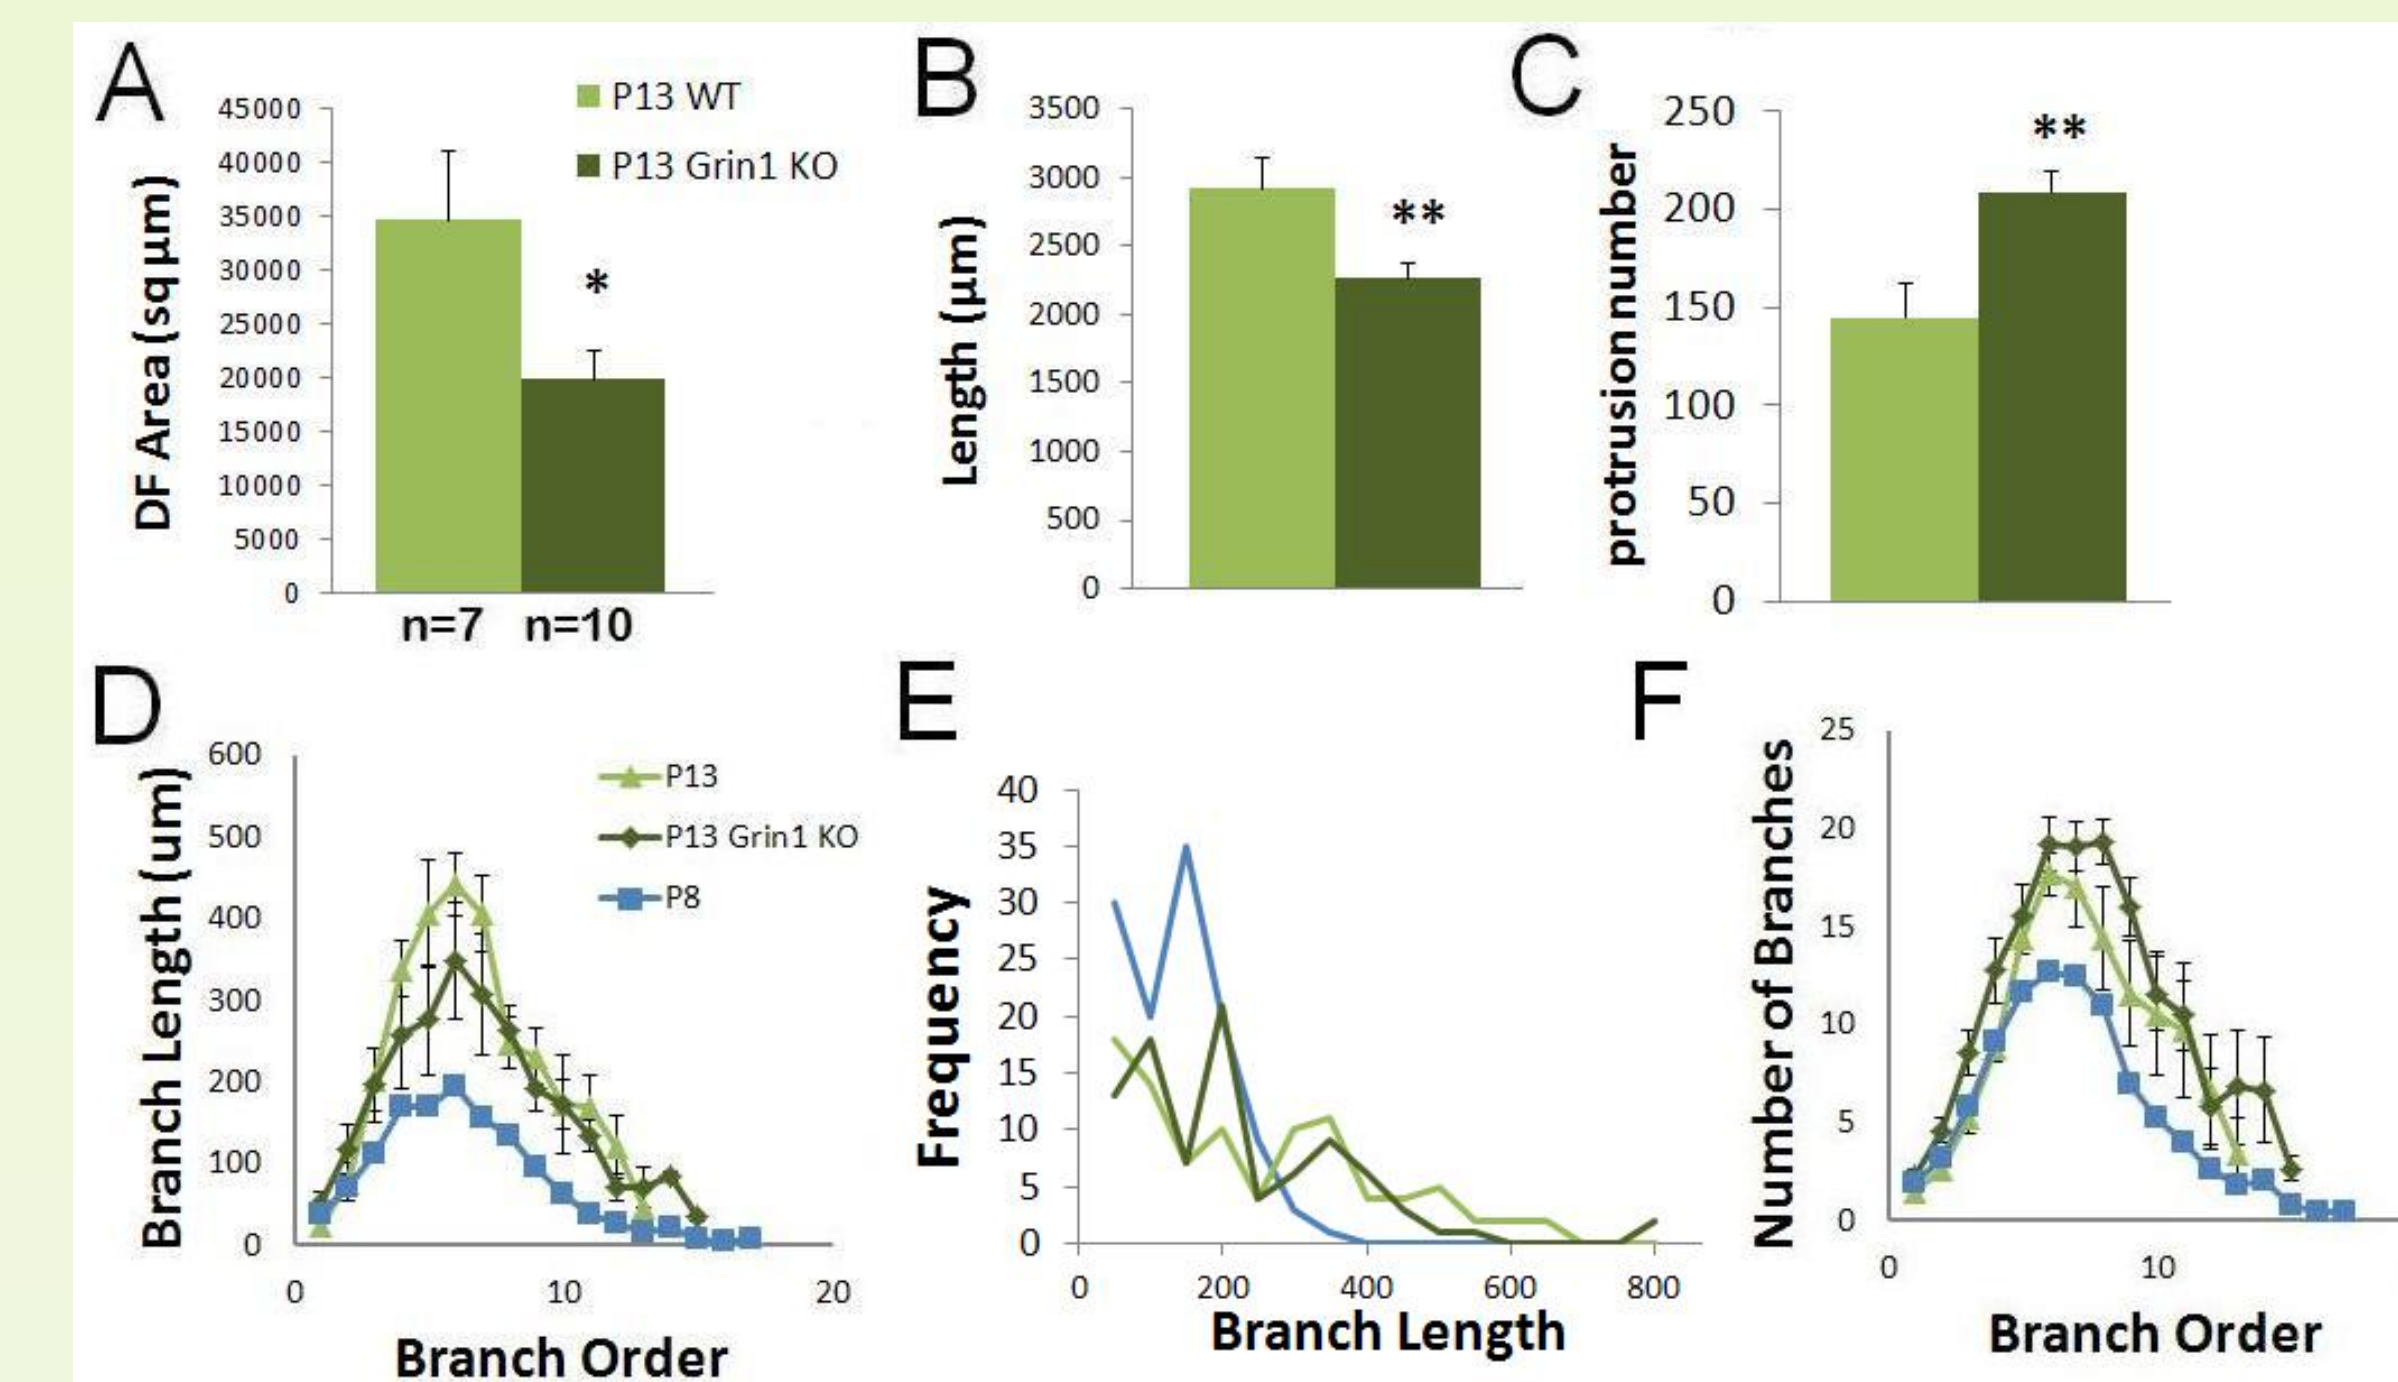 A
45000
40000
35000
30000
25000
20000
15000
10000
5000
0
DF Area (sq µm)
P13 WT
P13 Grin1 KO
*
n=7 n=10
B
3500
3000
2500
2000
1500
1000
500
0
Length (µm)
**
C
250
200
150
100
50
0
protrusion number
**
D
600
500
400
300
200
100
0
Branch Length (um)
P13
P13 Grin1 KO
P8
0 10 20
Branch Order
E
40
35
30
25
20
15
10
5
0
Frequency
0 200 400 600 800
Branch Length
F
25
20
15
10
5
0
Number of Branches
0 10
Branch Order